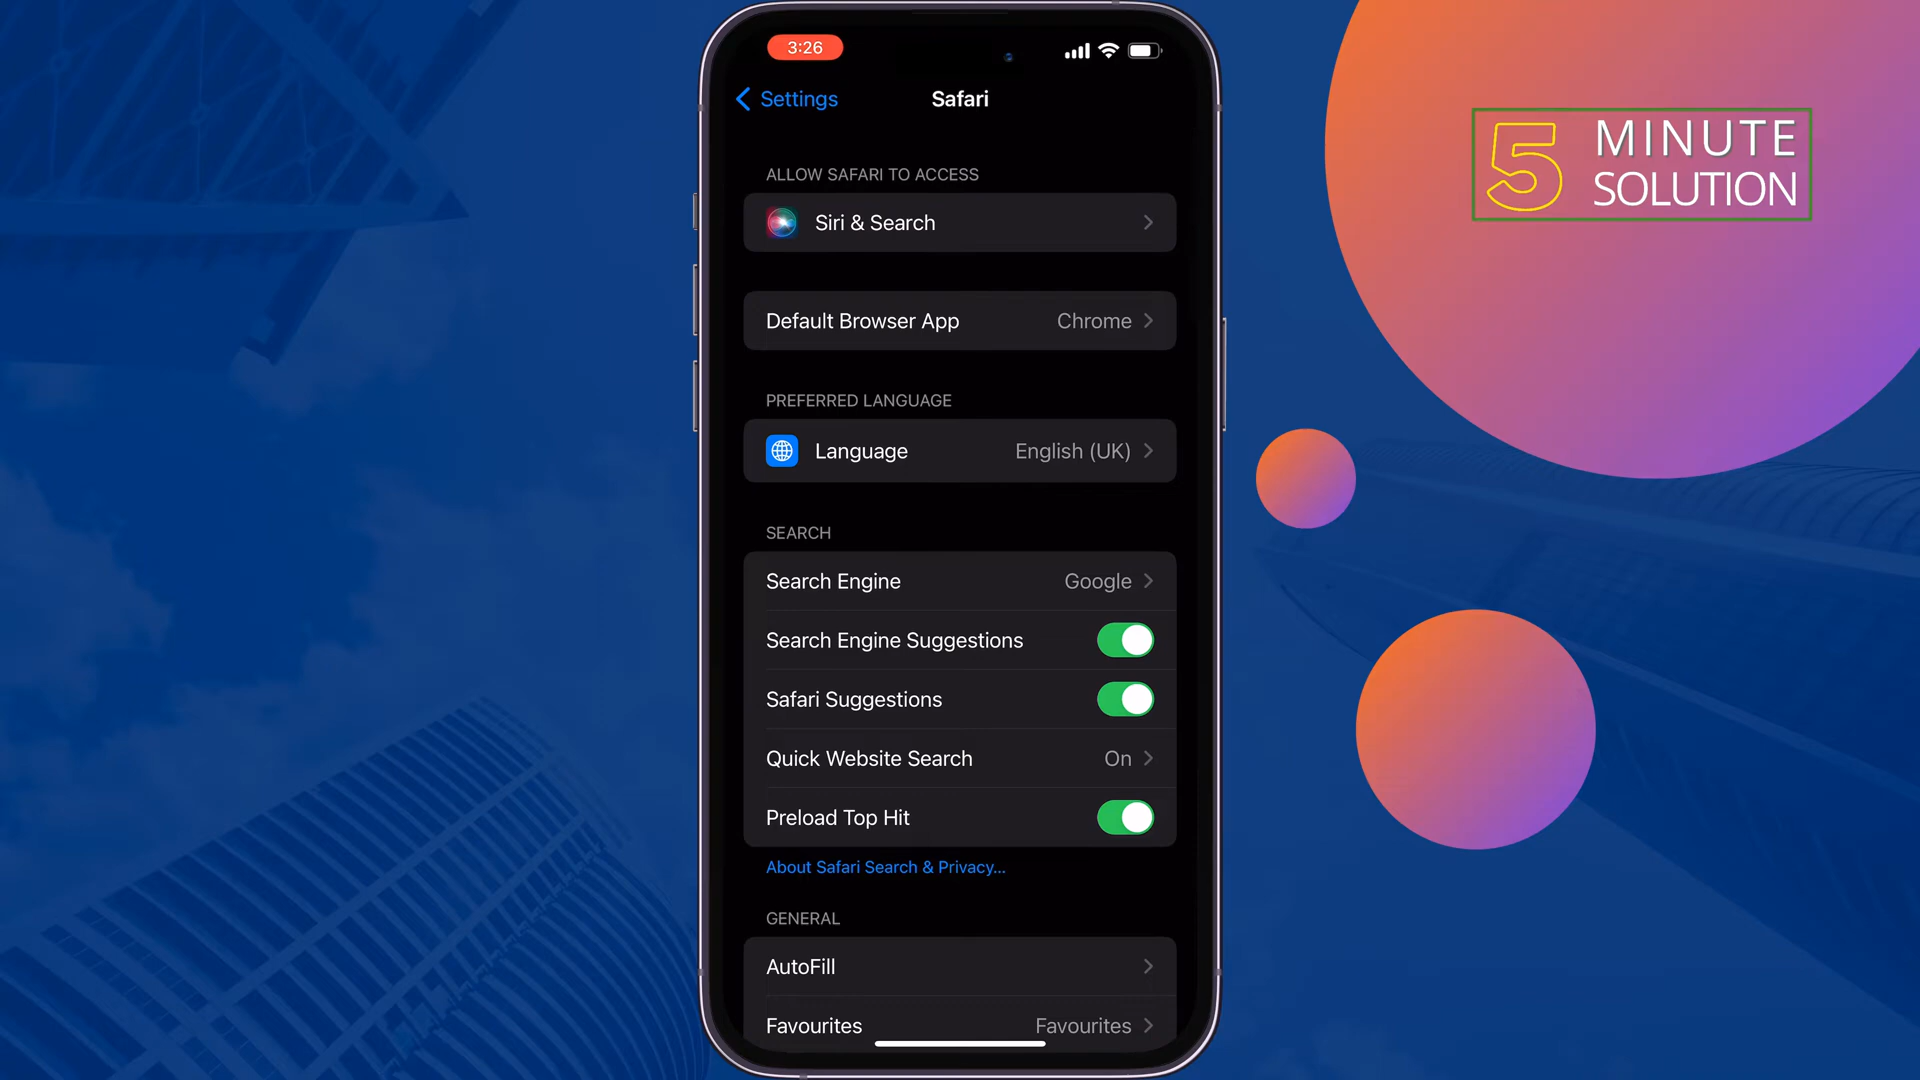 3:26
Settings
Safari
5 MINUTE
SOLUTION
ALLOW SAFARI TO ACCESS
Siri & Search
Default Browser App Chrome
PREFERRED LANGUAGE
Language English (UK)
SEARCH
Search Engine Google
Search Engine Suggestions
Safari Suggestions
Quick Website Search On
Preload Top Hit
About Safari Search & Privacy...
GENERAL
AutoFill
Favourites Favourites